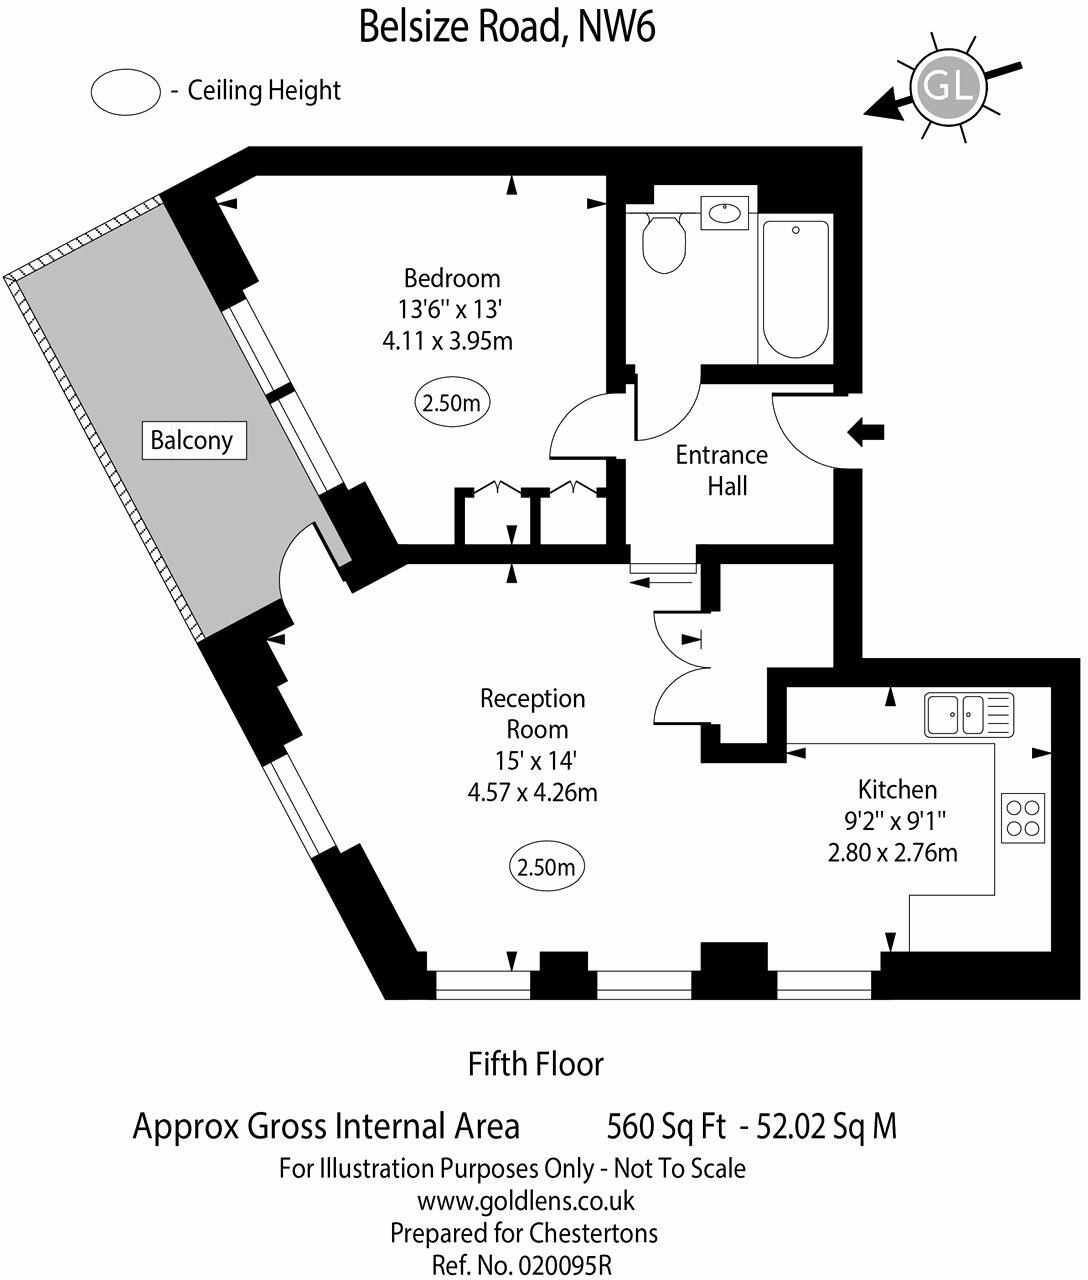 Belsize Road, NW6
- Ceiling Height
GL
Bedroom
13'6" x 13'
4.11 x 3.95m
2.50m
Balcony
Entrance
Hall
Reception
Room
15' x 14'
4.57 x 4.26m
2.50m
Kitchen
9'2" x 9'1"
2.80 x 2.76m
Fifth Floor
Approx Gross Internal Area 560 Sq Ft - 52.02 Sq M
For Illustration Purposes Only - Not To Scale
www.goldlens.co.uk
Prepared for Chestertons
Ref. No. 020095R